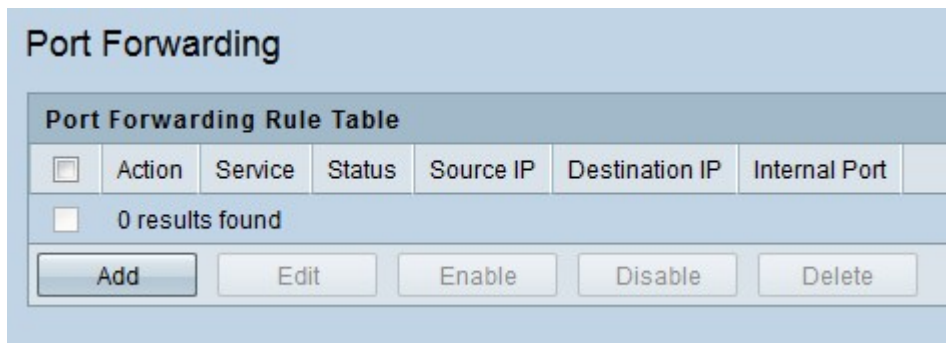 Port Forwarding
Port Forwarding Rule Table
Action Service Status Source IP Destination IP Internal Port
0 results found
Add Edit Enable Disable Delete